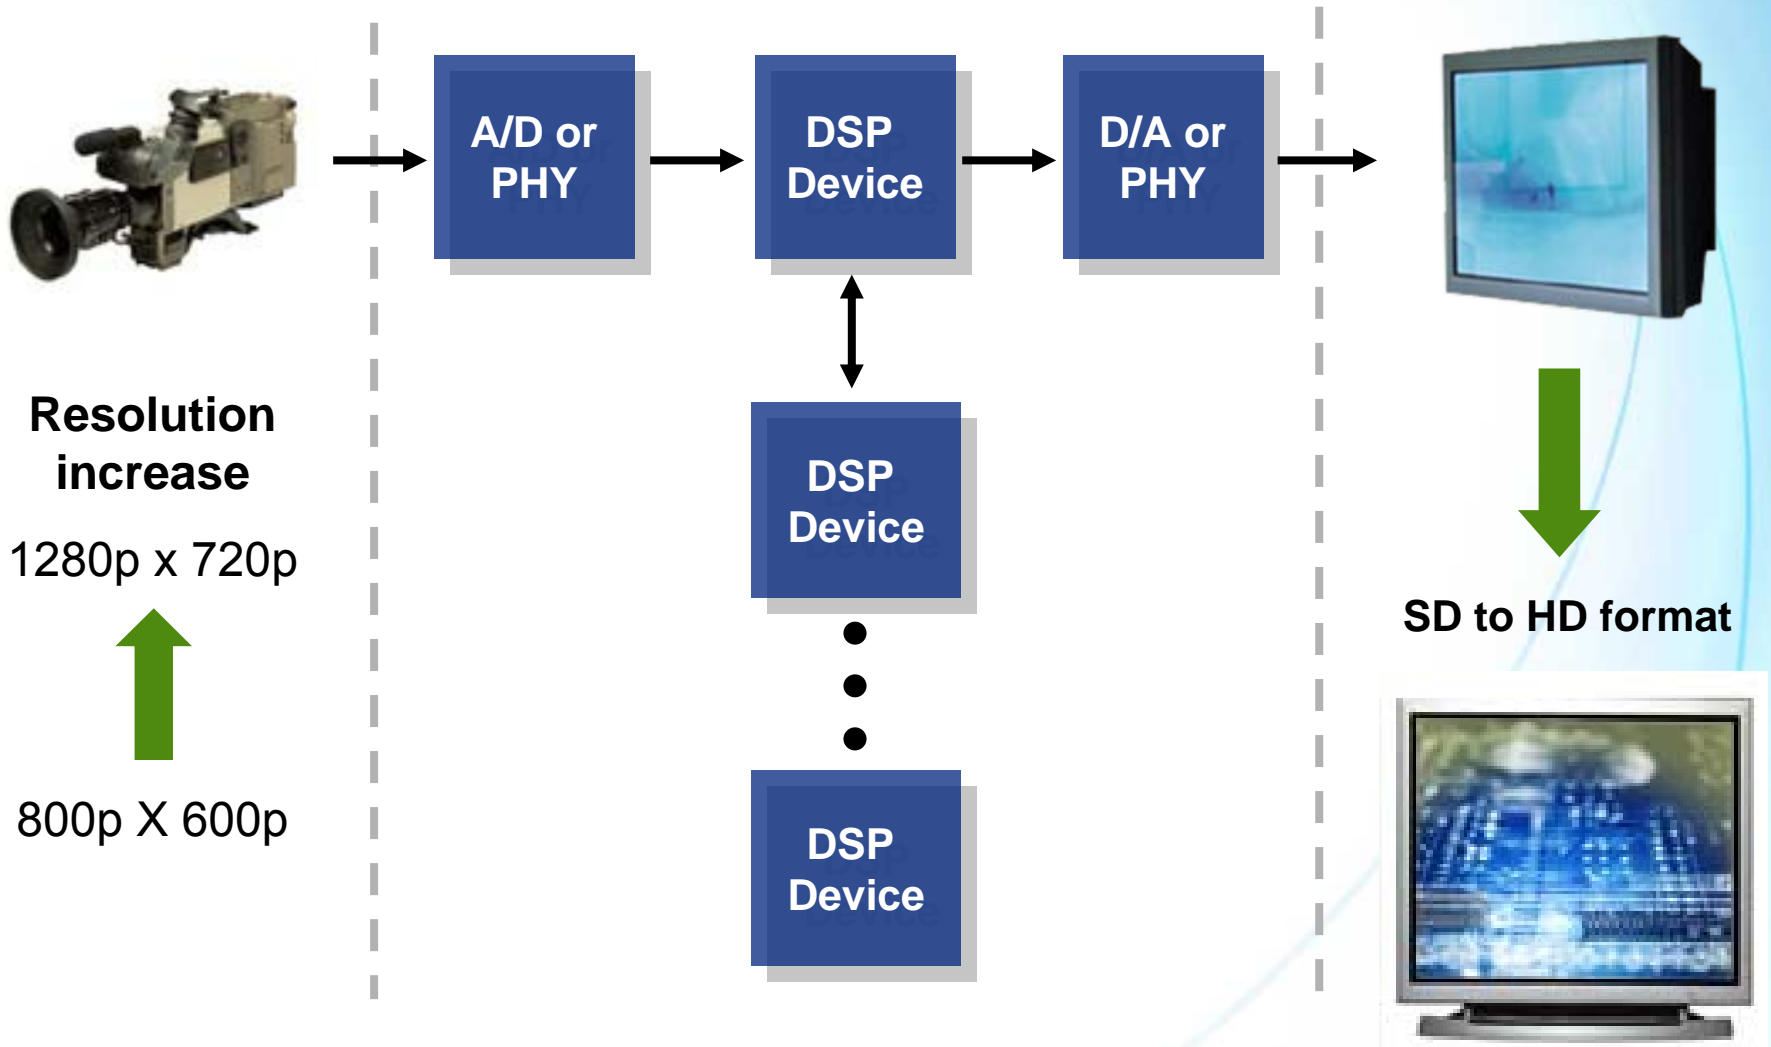 A/D or
PHY
DSP
Device
D/A or
PHY
Resolution
increase
1280p x 720p
800p X 600p
DSP
Device
DSP
Device
SD to HD format